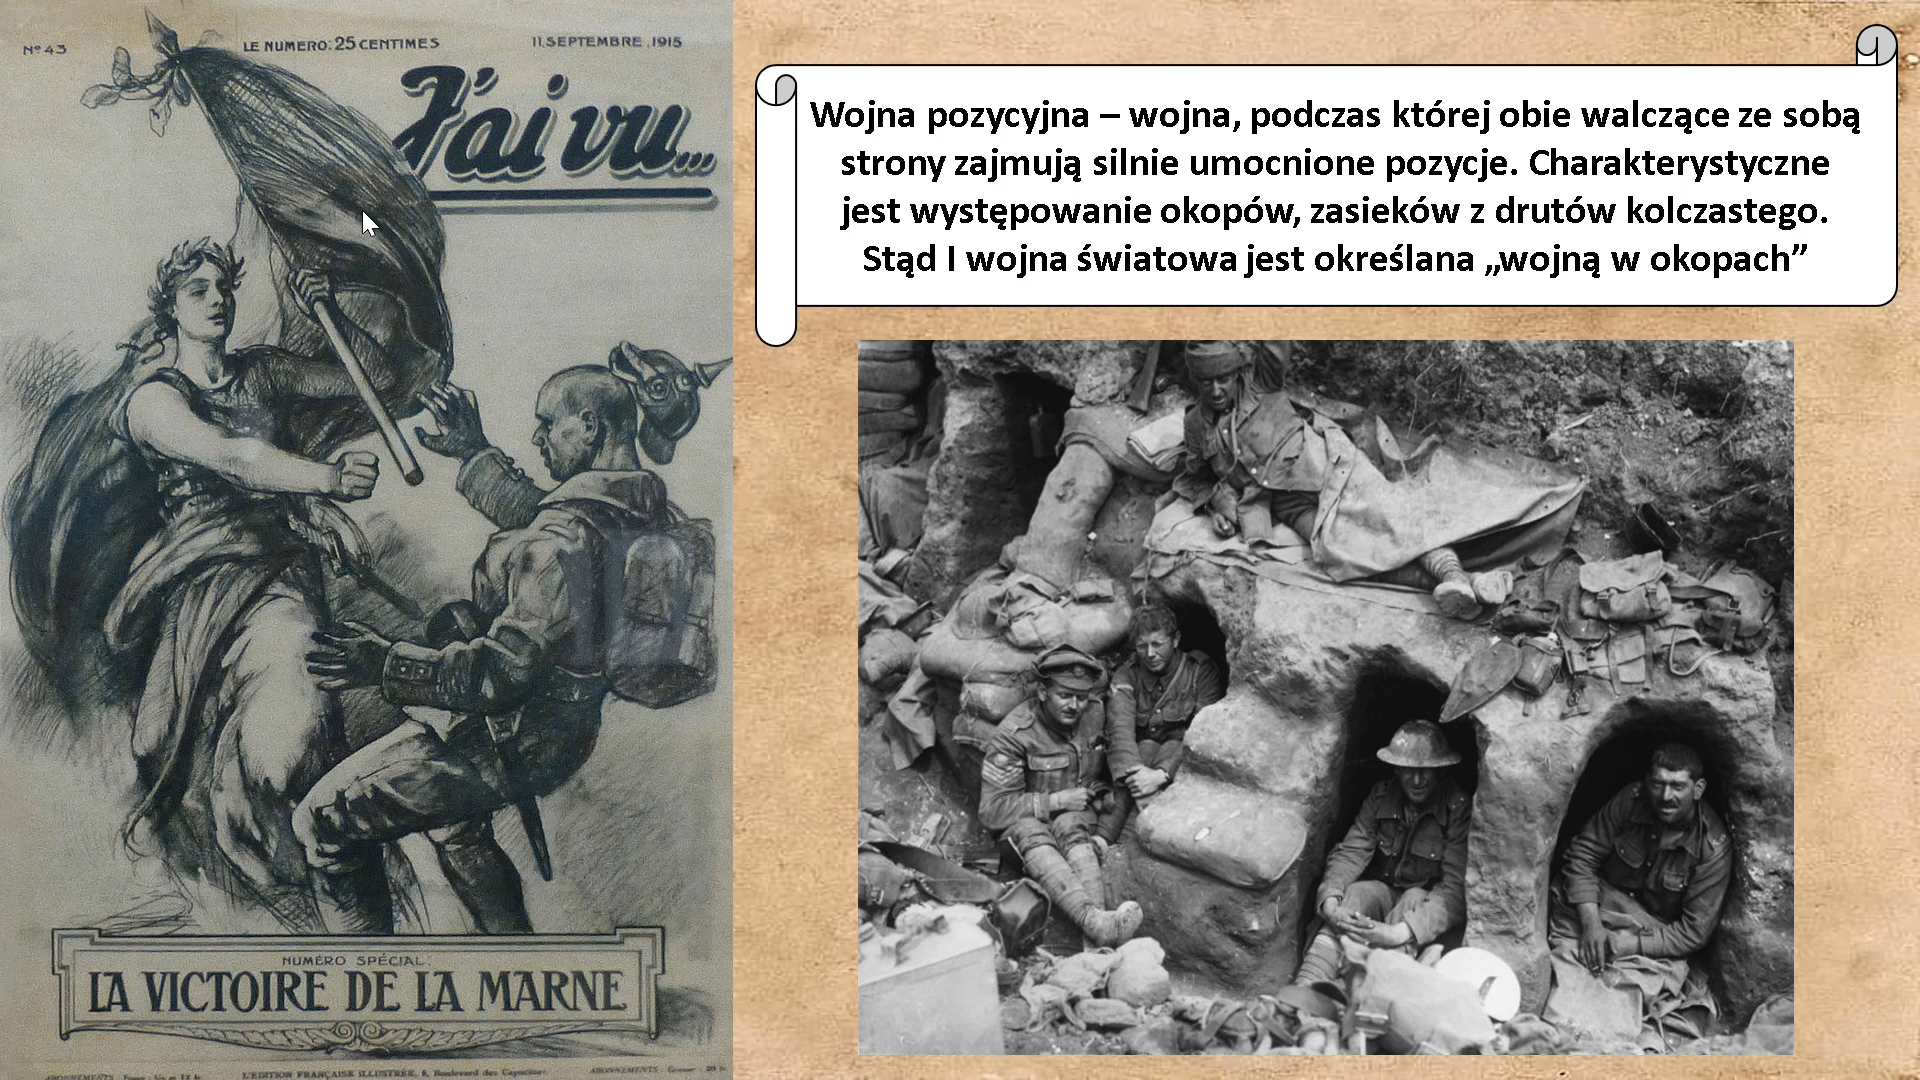 Nº 43
LE NUMERO: 25 CENTIMES
11.SEPTEMBRE .1915
J'ai vu...
NUMÉRO SPÉCIAL:
LA VICTOIRE DE LA MARNE
L'EDITION FRANÇAISE ILLUSTRÉE, 8, Boulevard des Capucines.
Wojna pozycyjna – wojna, podczas której obie walczące ze sobą
strony zajmują silnie umocnione pozycje. Charakterystyczne
jest występowanie okopów, zasieków z drutów kolczastego.
Stąd I wojna światowa jest określana „wojną w okopach”